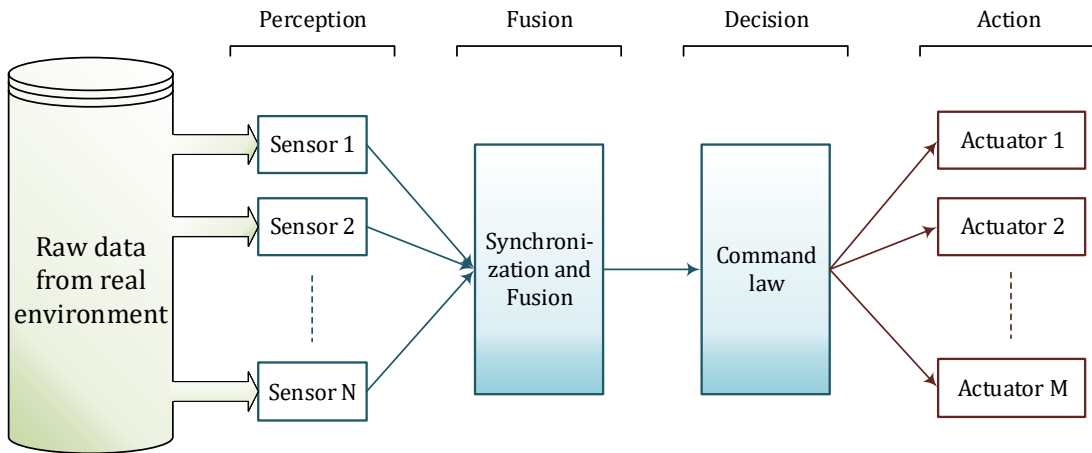 Perception
Fusion
Decision
Action
Raw data
from real
environment
Sensor 1
Sensor 2
Sensor N
Synchroni-
zation and
Fusion
Command
law
Actuator 1
Actuator 2
Actuator M